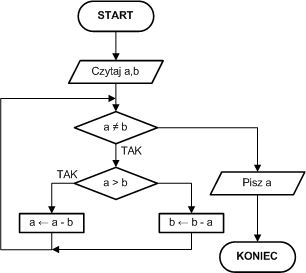 START
Czytaj a,b
a ≠ b
TAK
TAK
a > b
Pisz a
a ← a - b
b ← b - a
KONIEC